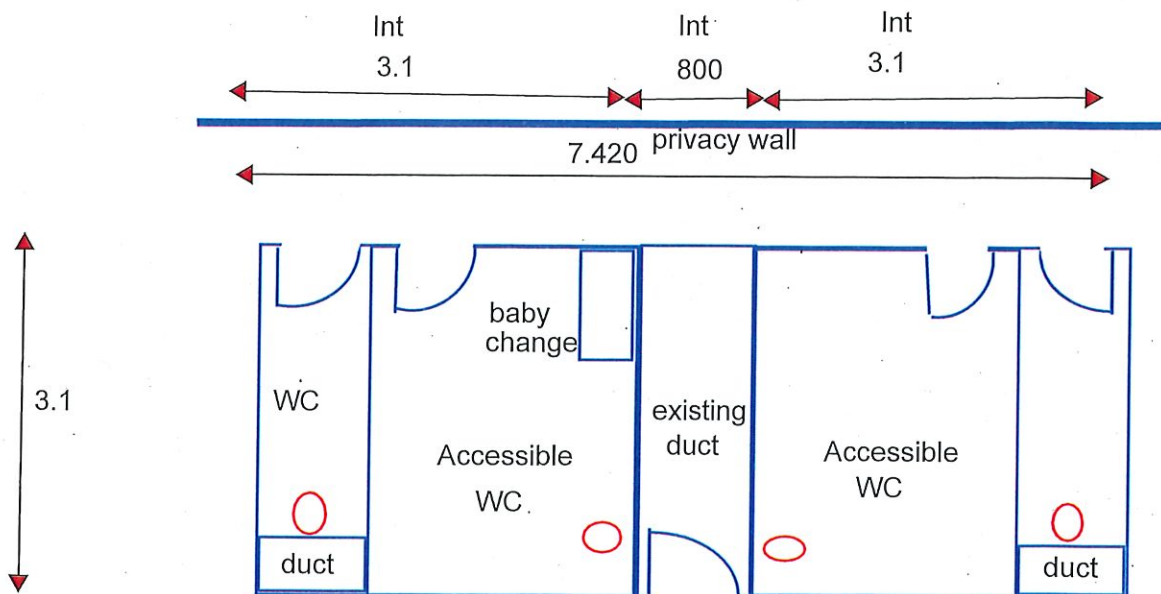 Int
Int
Int
3.1
800
3.1
privacy wall
7.420
baby
change
3.1
WC
existing
duct
Accessible
WC
Accessible
WC
duct
duct